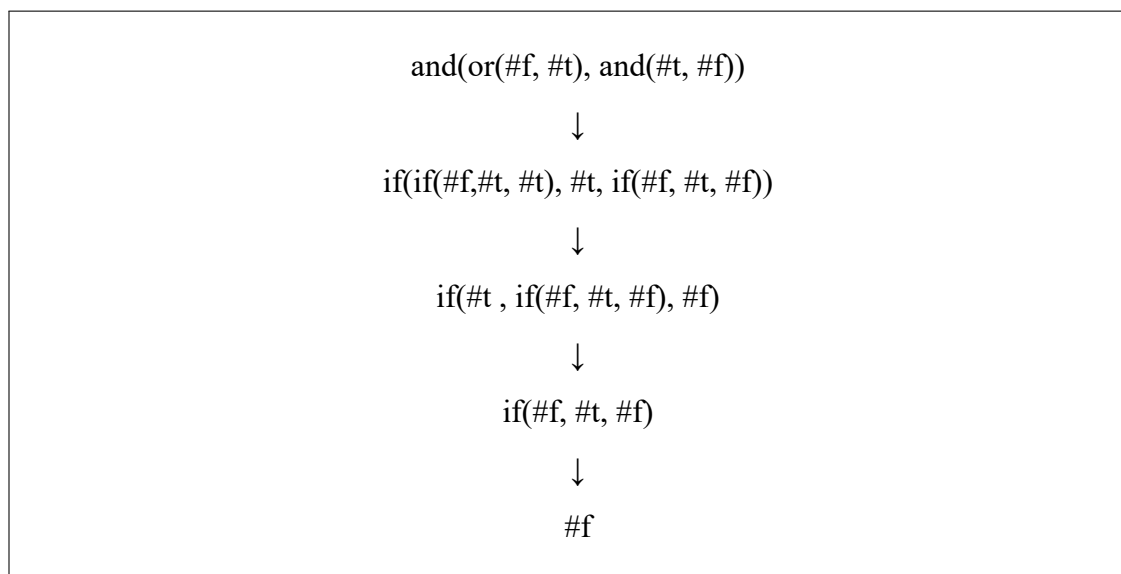 and(or(#f, #t), and(#t, #f))
↓
if(if(#f,#t, #t), #t, if(#f, #t, #f))
↓
if(#t , if(#f, #t, #f), #f)
↓
if(#f, #t, #f)
↓
#f